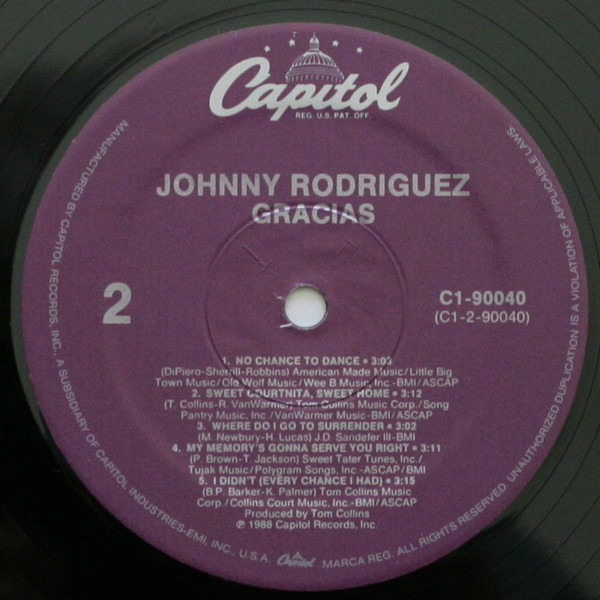 Capitol
REG. U.S. PAT. OFF.
JOHNNY RODRIGUEZ
GRACIAS
2
C1-90040
(C1-2-90040)
1. NO CHANCE TO DANCE • 3:03
(DiPiero-Sherrill-Robbins) American Made Music/Little Big
Town Music/Old Wolf Music/Wee B Music, Inc.-BMI/ASCAP
2. SWEET COURTNITA, SWEET HOME • 3:12
(T. Collins-R. VanWarmer) Tom Collins Music Corp./Song
Pantry Music, Inc./VanWarmer Music-BMI/ASCAP
3. WHERE DO I GO TO SURRENDER • 3:02
(M. Newbury-H. Lucas) J.D. Sandefer III-BMI
4. MY MEMORY'S GONNA SERVE YOU RIGHT • 3:11
(P. Brown-T. Jackson) Sweet Tater Tunes, Inc./
Tujak Music/Polygram Songs, Inc.-ASCAP/BMI
5. I DIDN'T (EVERY CHANCE I HAD) • 3:15
(B.P. Barker-K. Palmer) Tom Collins Music
Corp./Collins Court Music, Inc.-BMI/ASCAP
Produced by Tom Collins
℗ 1988 Capitol Records, Inc.
MANUFACTURED BY CAPITOL RECORDS, INC., A SUBSIDIARY OF CAPITOL INDUSTRIES-EMI, INC., U.S.A. Capitol MARCA REG. ALL RIGHTS RESERVED. UNAUTHORIZED DUPLICATION IS A VIOLATION OF APPLICABLE LAWS.